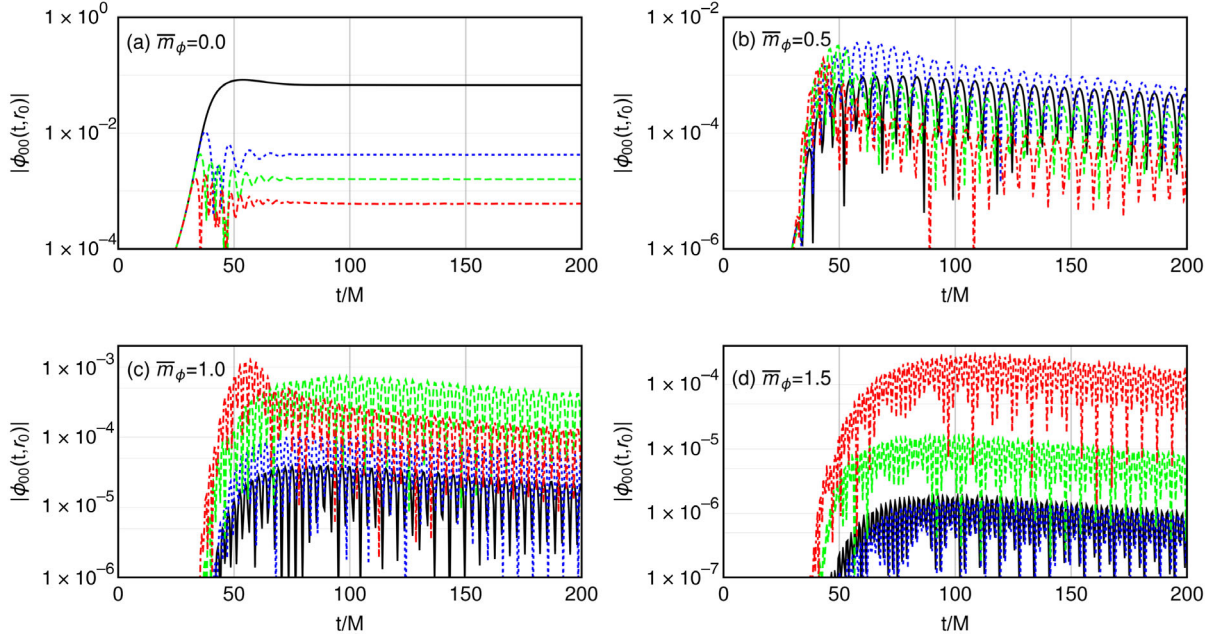 (a) m̅ϕ=0.0
|ϕ00(t,r0)|
1 × 10^0
1 × 10^−2
1 × 10^−4
0 50 100 150 200
t/M
(b) m̅ϕ=0.5
|ϕ00(t,r0)|
1 × 10^−2
1 × 10^−4
1 × 10^−6
0 50 100 150 200
t/M
(c) m̅ϕ=1.0
|ϕ00(t,r0)|
1 × 10^−3
1 × 10^−4
1 × 10^−5
1 × 10^−6
0 50 100 150 200
t/M
(d) m̅ϕ=1.5
|ϕ00(t,r0)|
1 × 10^−4
1 × 10^−5
1 × 10^−6
1 × 10^−7
0 50 100 150 200
t/M